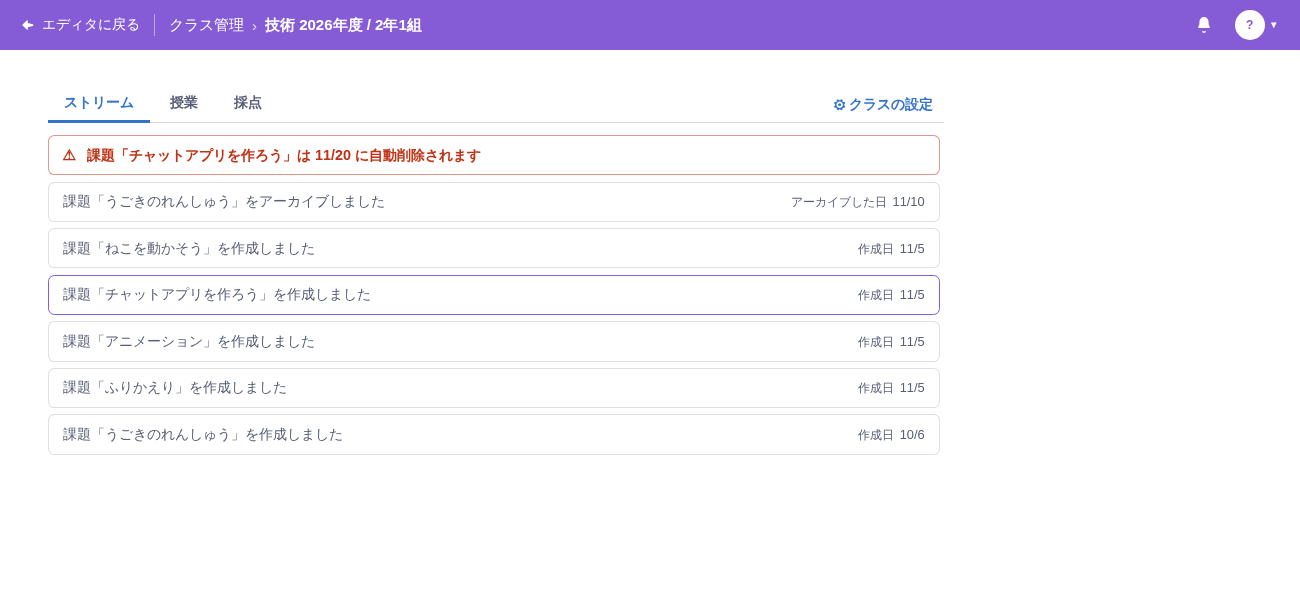 エディタに戻る クラス管理 › 技術 2026年度 / 2年1組 ?
ストリーム 授業 採点 クラスの設定
課題「チャットアプリを作ろう」は 11/20 に自動削除されます
課題「うごきのれんしゅう」をアーカイブしました アーカイブした日 11/10
課題「ねこを動かそう」を作成しました 作成日 11/5
課題「チャットアプリを作ろう」を作成しました 作成日 11/5
課題「アニメーション」を作成しました 作成日 11/5
課題「ふりかえり」を作成しました 作成日 11/5
課題「うごきのれんしゅう」を作成しました 作成日 10/6